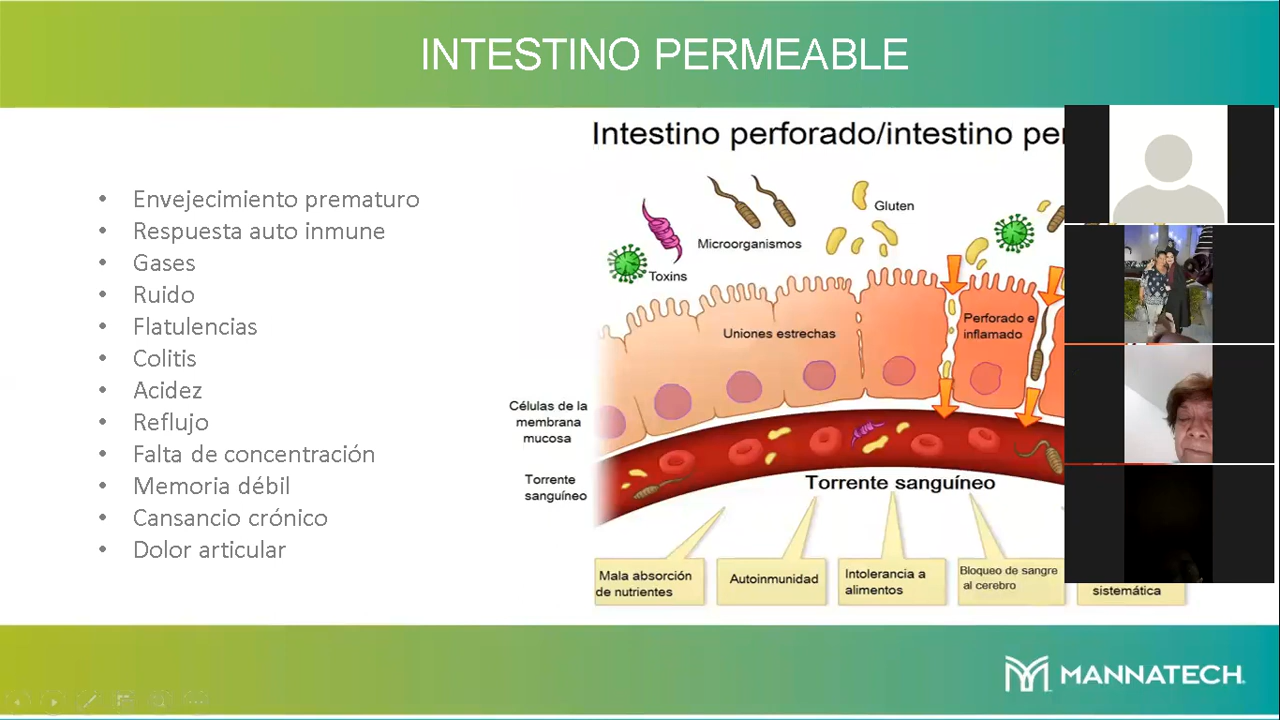 INTESTINO PERMEABLE
Intestino perforado/intestino pe
• Envejecimiento prematuro
• Respuesta auto inmune
• Gases
• Ruido
• Flatulencias
• Colitis
• Acidez
• Reflujo
• Falta de concentración
• Memoria débil
• Cansancio crónico
• Dolor articular
Gluten
Microorganismos
Toxins
Perforado e
inflamado
Uniones estrechas
Células de la
membrana
mucosa
Torrente
sanguíneo
Torrente sanguíneo
Mala absorción
de nutrientes
Autoinmunidad
Intolerancia a
alimentos
Bloqueo de sangre
al cerebro
sistemática
MANNATECH